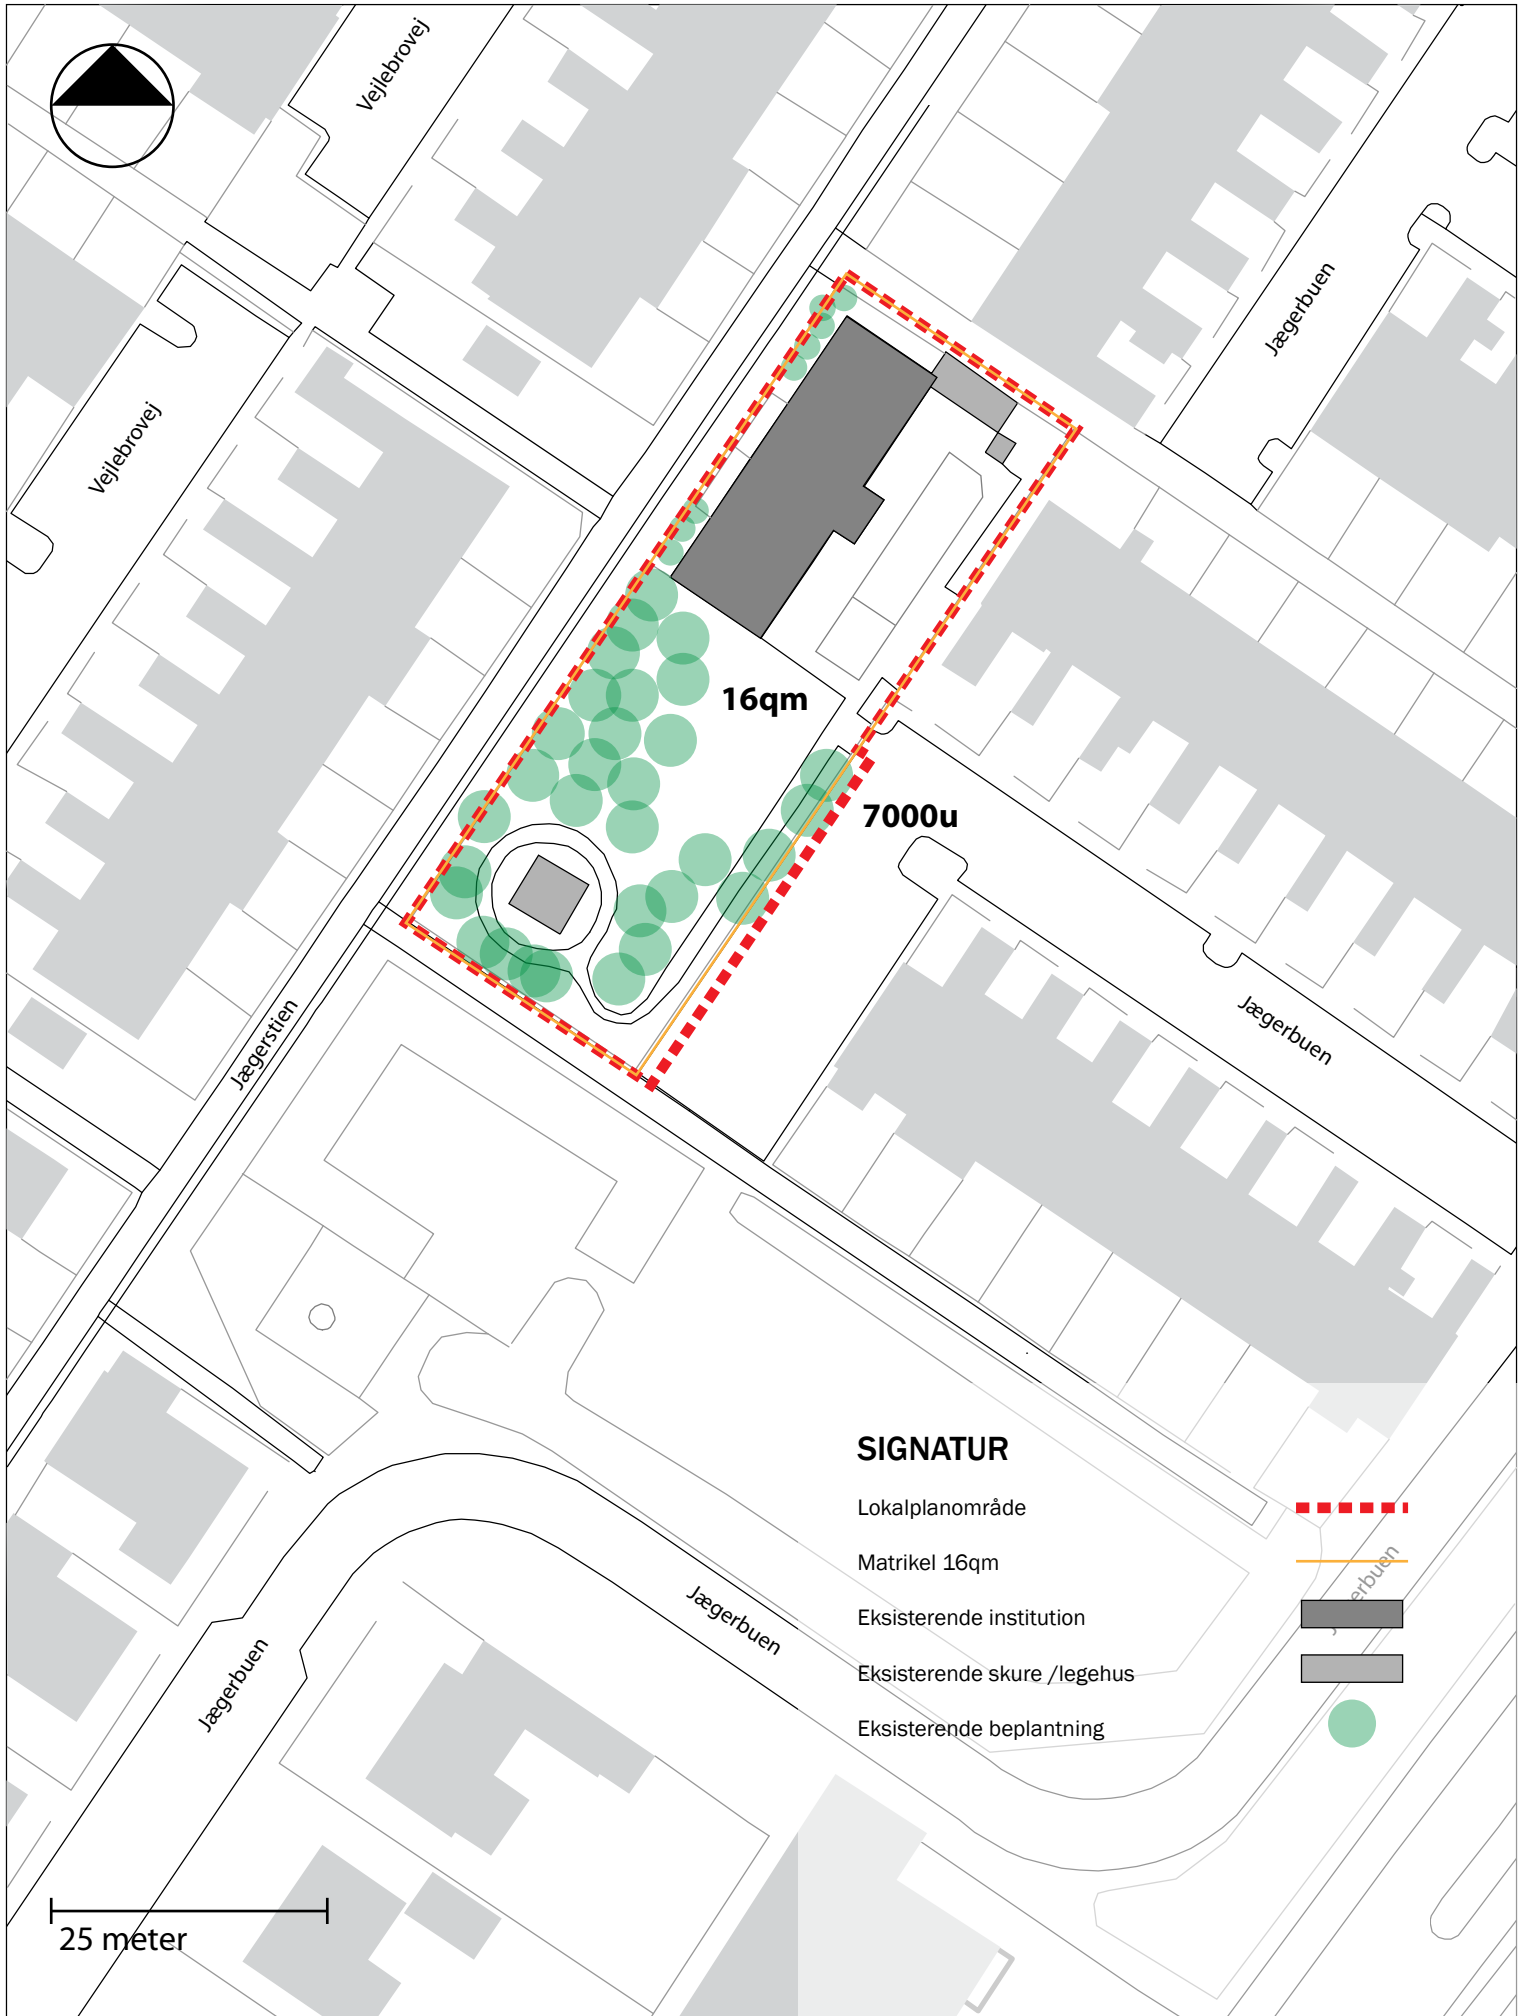 Vejlebrovej
Jægerbuen
Vejlebrovej
16qm
7000u
Jægerbuen
Jægerstien
SIGNATUR
Lokalplanområde
Matrikel 16qm
Jægerbuen
Eksisterende institution
Jægerbuen
Eksisterende skure /legehus
Jægerbuen
Eksisterende beplantning
25 meter